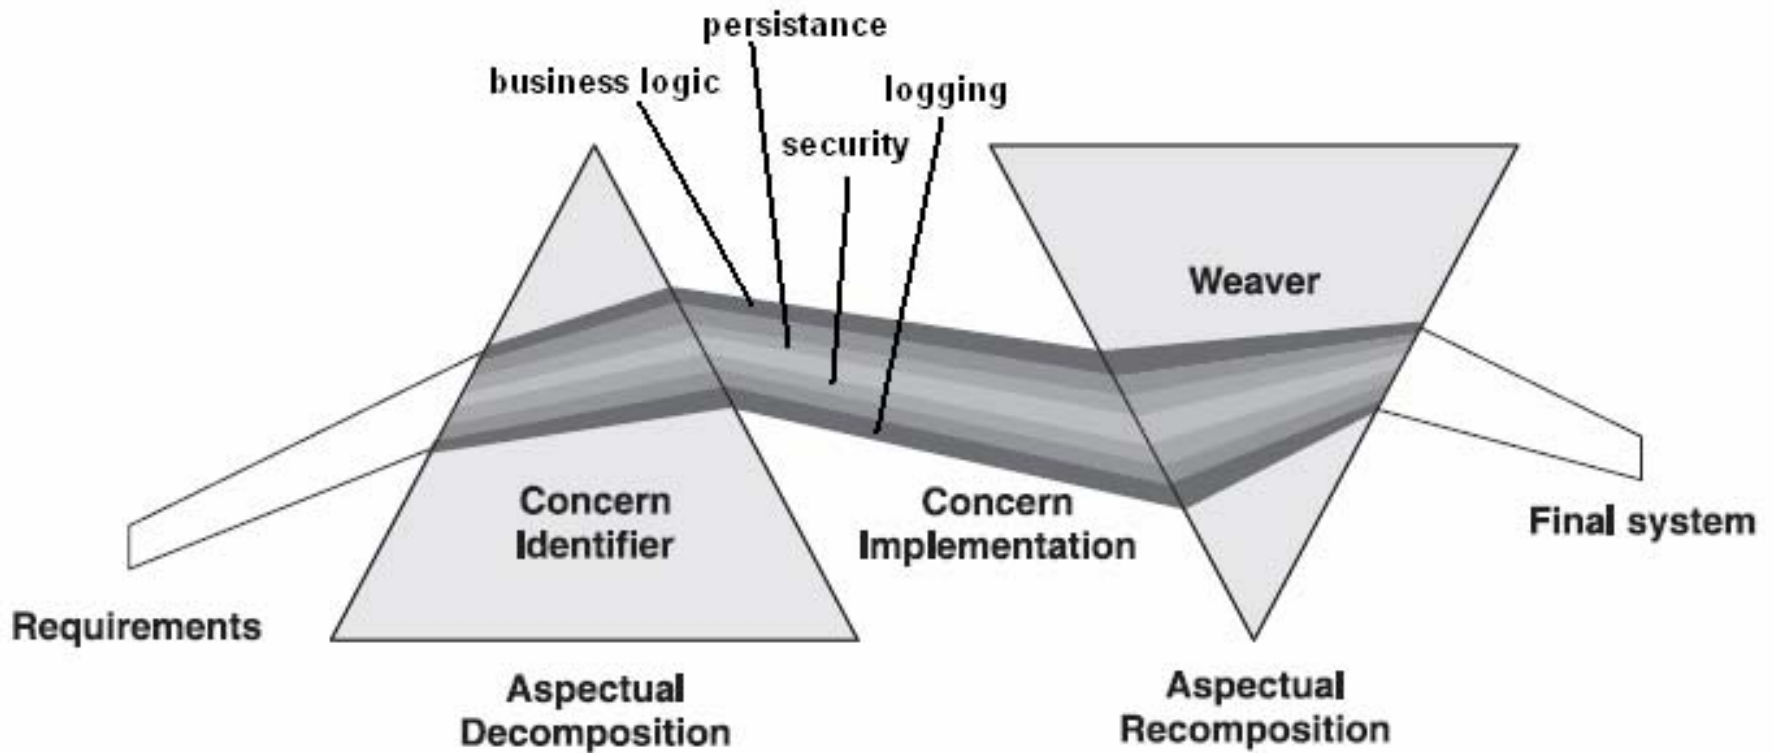 persistance
business logic
logging
security
Weaver
Concern
Identifier
Concern
Implementation
Final system
Requirements
Aspectual
Decomposition
Aspectual
Recomposition